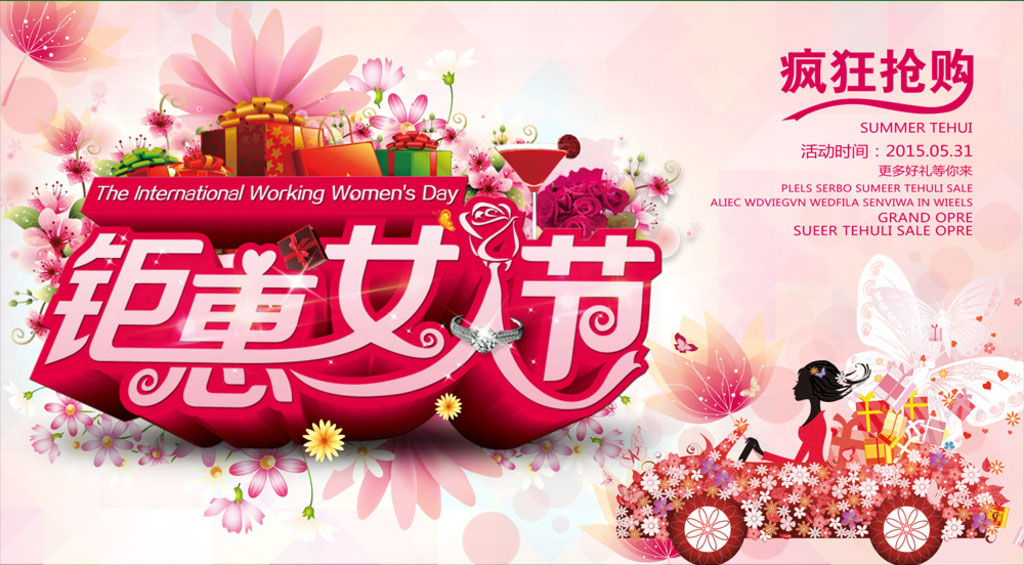 The International Working Women's Day
钜惠女人节
疯狂抢购
SUMMER TEHUI
活动时间：2015.05.31
更多好礼等你来
PLELS SERBO SUMEER TEHULI SALE
ALIEC WDVIEGVN WEDFILA SENVIWA IN WIEELS
GRAND OPRE
SUEER TEHULI SALE OPRE